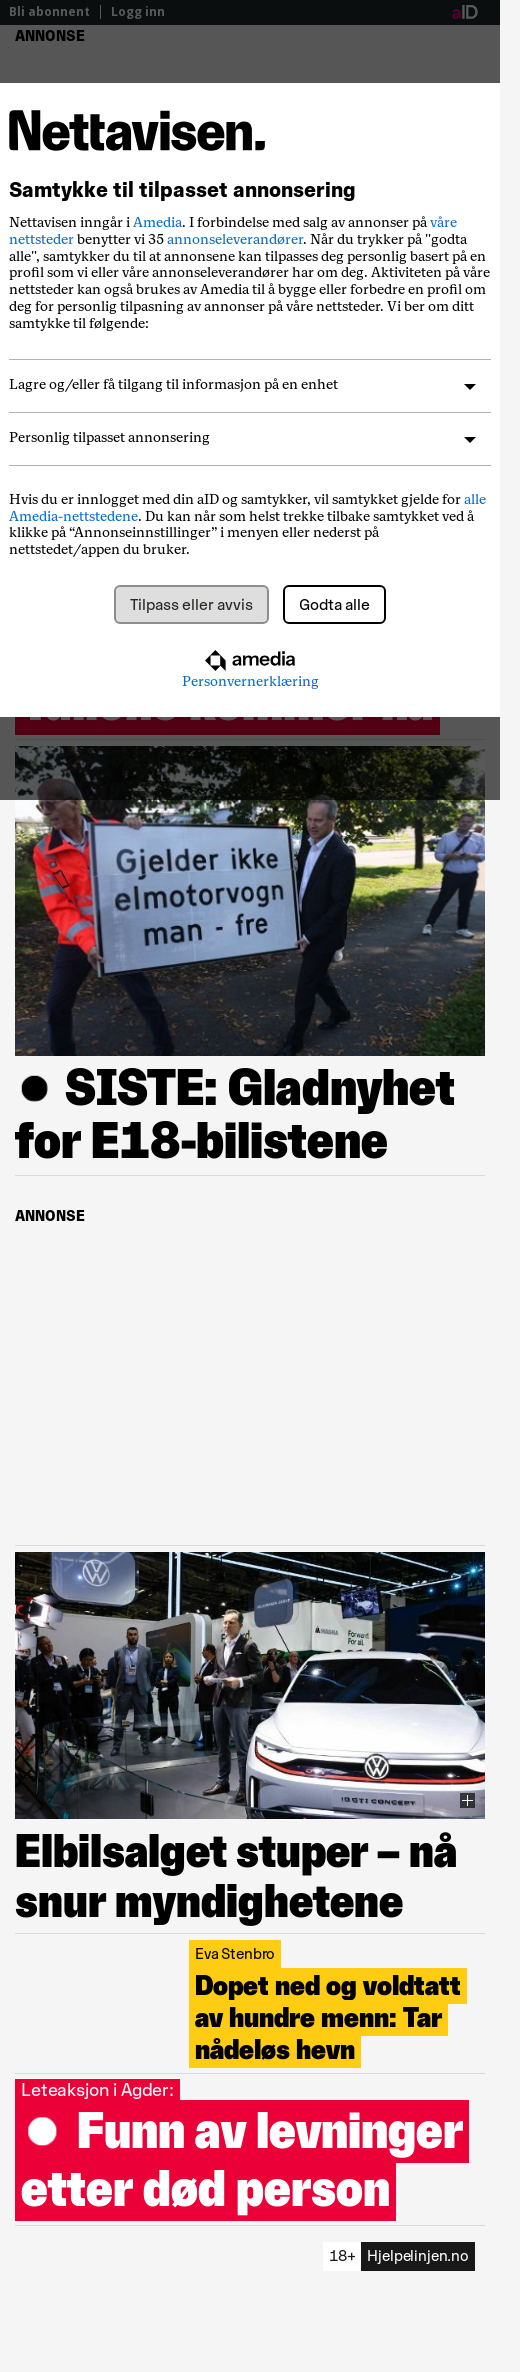 Bli abonnent | Logg inn
aID
ANNONSE
Nettavisen.
Samtykke til tilpasset annonsering
Nettavisen inngår i Amedia. I forbindelse med salg av annonser på våre
nettsteder benytter vi 35 annonseleverandører. Når du trykker på "godta
alle", samtykker du til at annonsene kan tilpasses deg personlig basert på en
profil som vi eller våre annonseleverandører har om deg. Aktiviteten på våre
nettsteder kan også brukes av Amedia til å bygge eller forbedre en profil om
deg for personlig tilpasning av annonser på våre nettsteder. Vi ber om ditt
samtykke til følgende:
Lagre og/eller få tilgang til informasjon på en enhet
Personlig tilpasset annonsering
Hvis du er innlogget med din aID og samtykker, vil samtykket gjelde for alle
Amedia-nettstedene. Du kan når som helst trekke tilbake samtykket ved å
klikke på “Annonseinnstillinger” i menyen eller nederst på
nettstedet/appen du bruker.
Tilpass eller avvis
Godta alle
amedia
Personvernerklæring
Gjelder ikke
elmotorvogn
man - fre
SISTE: Gladnyhet
for E18-bilistene
ANNONSE
MAGNA
Forward.
For all.
ID.GTI CONCEPT
Elbilsalget stuper – nå
snur myndighetene
Eva Stenbro
Dopet ned og voldtatt
av hundre menn: Tar
nådeløs hevn
Leteaksjon i Agder:
Funn av levninger
etter død person
18+ Hjelpelinjen.no